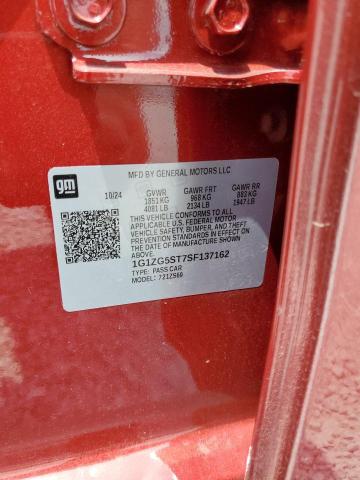 MFD BY GENERAL MOTORS LLC
gm
10/24
GVWR GAWR FRT GAWR RR
1851 KG 968 KG 883 KG
4081 LB 2134 LB 1947 LB
THIS VEHICLE CONFORMS TO ALL
APPLICABLE U.S. FEDERAL MOTOR
VEHICLE SAFETY, BUMPER, AND THEFT
PREVENTION STANDARDS IN EFFECT
ON THE DATE OF MANUFACTURE
SHOWN ABOVE.
1G1ZG5ST7SF137162
TYPE: PASS CAR
MODEL: 7Z1ZS69